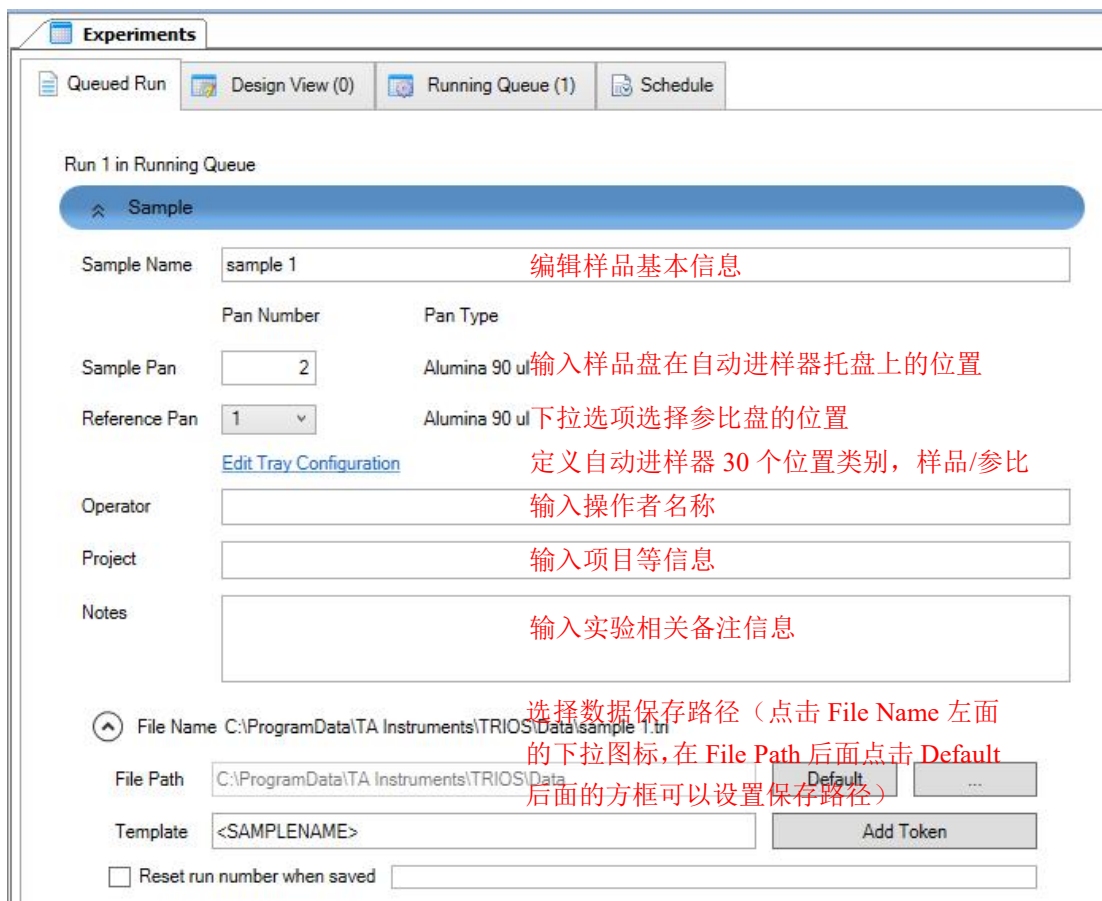 Experiments
Queued Run Design View (0) Running Queue (1) Schedule
Run 1 in Running Queue
Sample
Sample Name sample 1 编辑样品基本信息
Pan Number Pan Type
Sample Pan 2 Alumina 90 ul 输入样品盘在自动进样器托盘上的位置
Reference Pan 1 Alumina 90 ul 下拉选项选择参比盘的位置
Edit Tray Configuration 定义自动进样器 30 个位置类别，样品/参比
Operator 输入操作者名称
Project 输入项目等信息
Notes 输入实验相关备注信息
选择数据保存路径（点击 File Name 左面
File Name C:\ProgramData\TA Instruments\TRIOS\Data\sample 1.tri
的下拉图标，在 File Path 后面点击 Default
File Path C:\ProgramData\TA Instruments\TRIOS\Data Default ...
后面的方框可以设置保存路径）
Template <SAMPLENAME> Add Token
Reset run number when saved